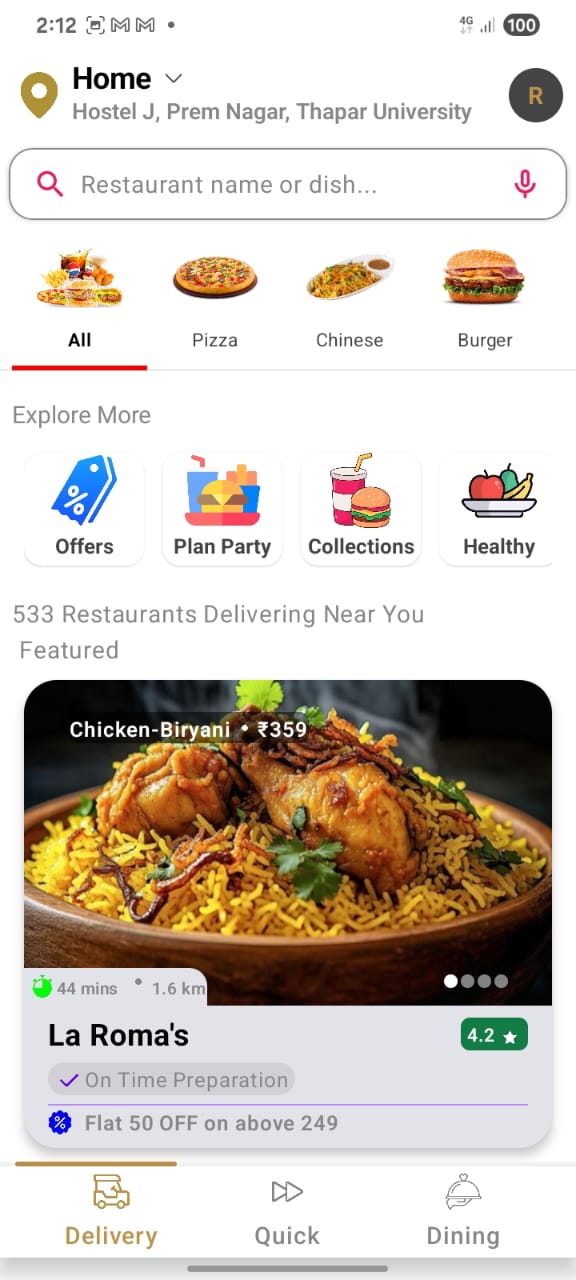 2:12
4G 100
Home
Hostel J, Prem Nagar, Thapar University
R
Restaurant name or dish...
All Pizza Chinese Burger
Explore More
Offers Plan Party Collections Healthy
533 Restaurants Delivering Near You
Featured
Chicken-Biryani • ₹359
44 mins • 1.6 km
La Roma's
4.2
On Time Preparation
Flat 50 OFF on above 249
Delivery Quick Dining